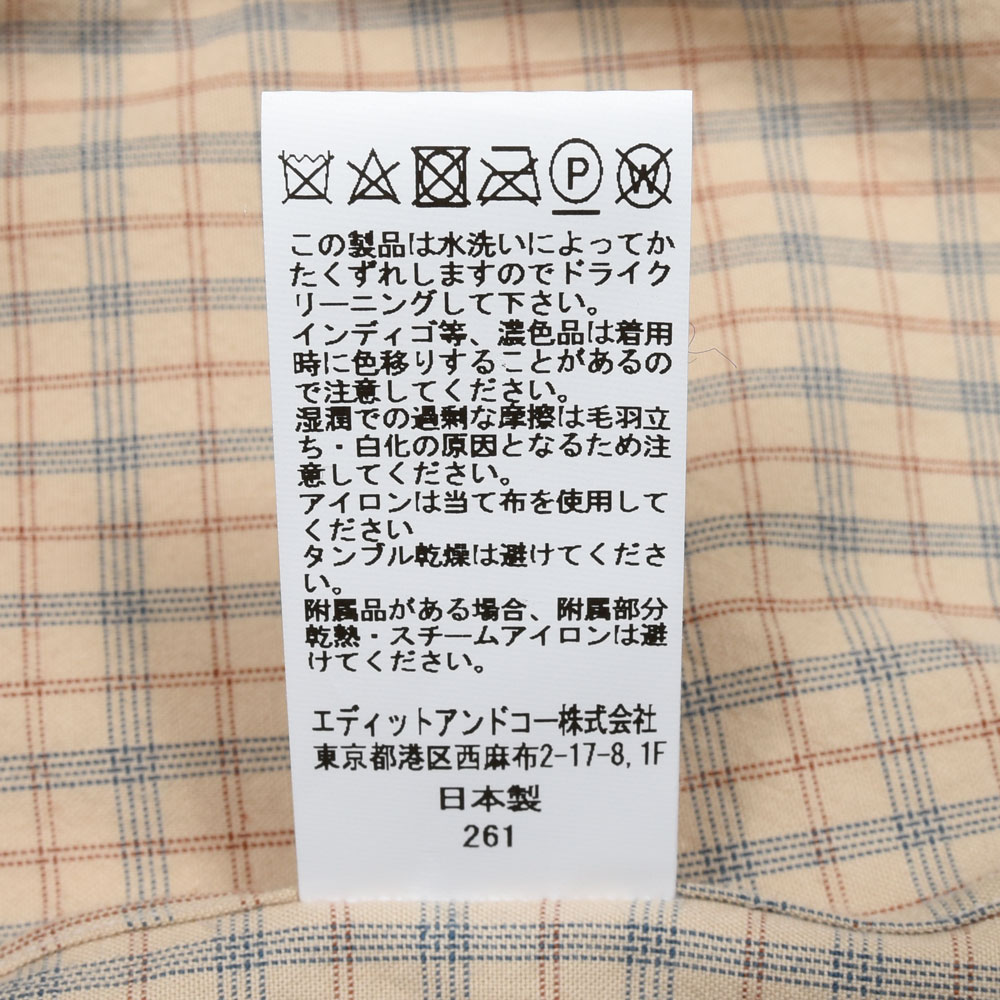 P W
この製品は水洗いによってか
たくずれしますのでドライク
リーニングして下さい。
インディゴ等、濃色品は着用
時に色移りすることがあるの
で注意してください。
湿潤での過剰な摩擦は毛羽立
ち・白化の原因となるため注
意してください。
アイロンは当て布を使用して
ください
タンブル乾燥は避けてくださ
い。
附属品がある場合、附属部分
乾熱・スチームアイロンは避
けてください。
エディットアンドコー株式会社
東京都港区西麻布2-17-8,1F
日本製
261